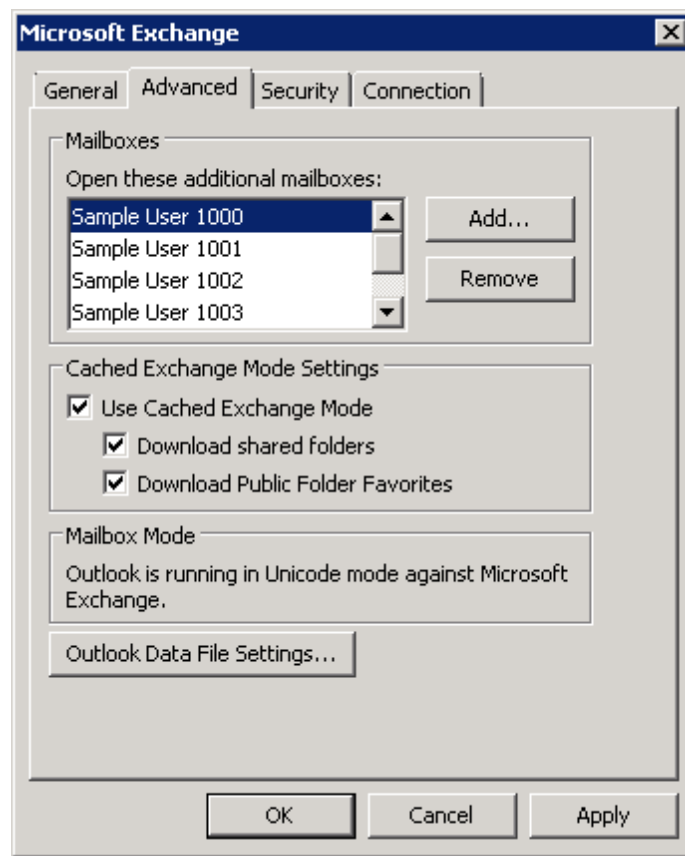 Microsoft Exchange
General Advanced Security Connection
Mailboxes
Open these additional mailboxes:
Sample User 1000
Sample User 1001
Sample User 1002
Sample User 1003
Add...
Remove
Cached Exchange Mode Settings
Use Cached Exchange Mode
Download shared folders
Download Public Folder Favorites
Mailbox Mode
Outlook is running in Unicode mode against Microsoft
Exchange.
Outlook Data File Settings...
OK Cancel Apply